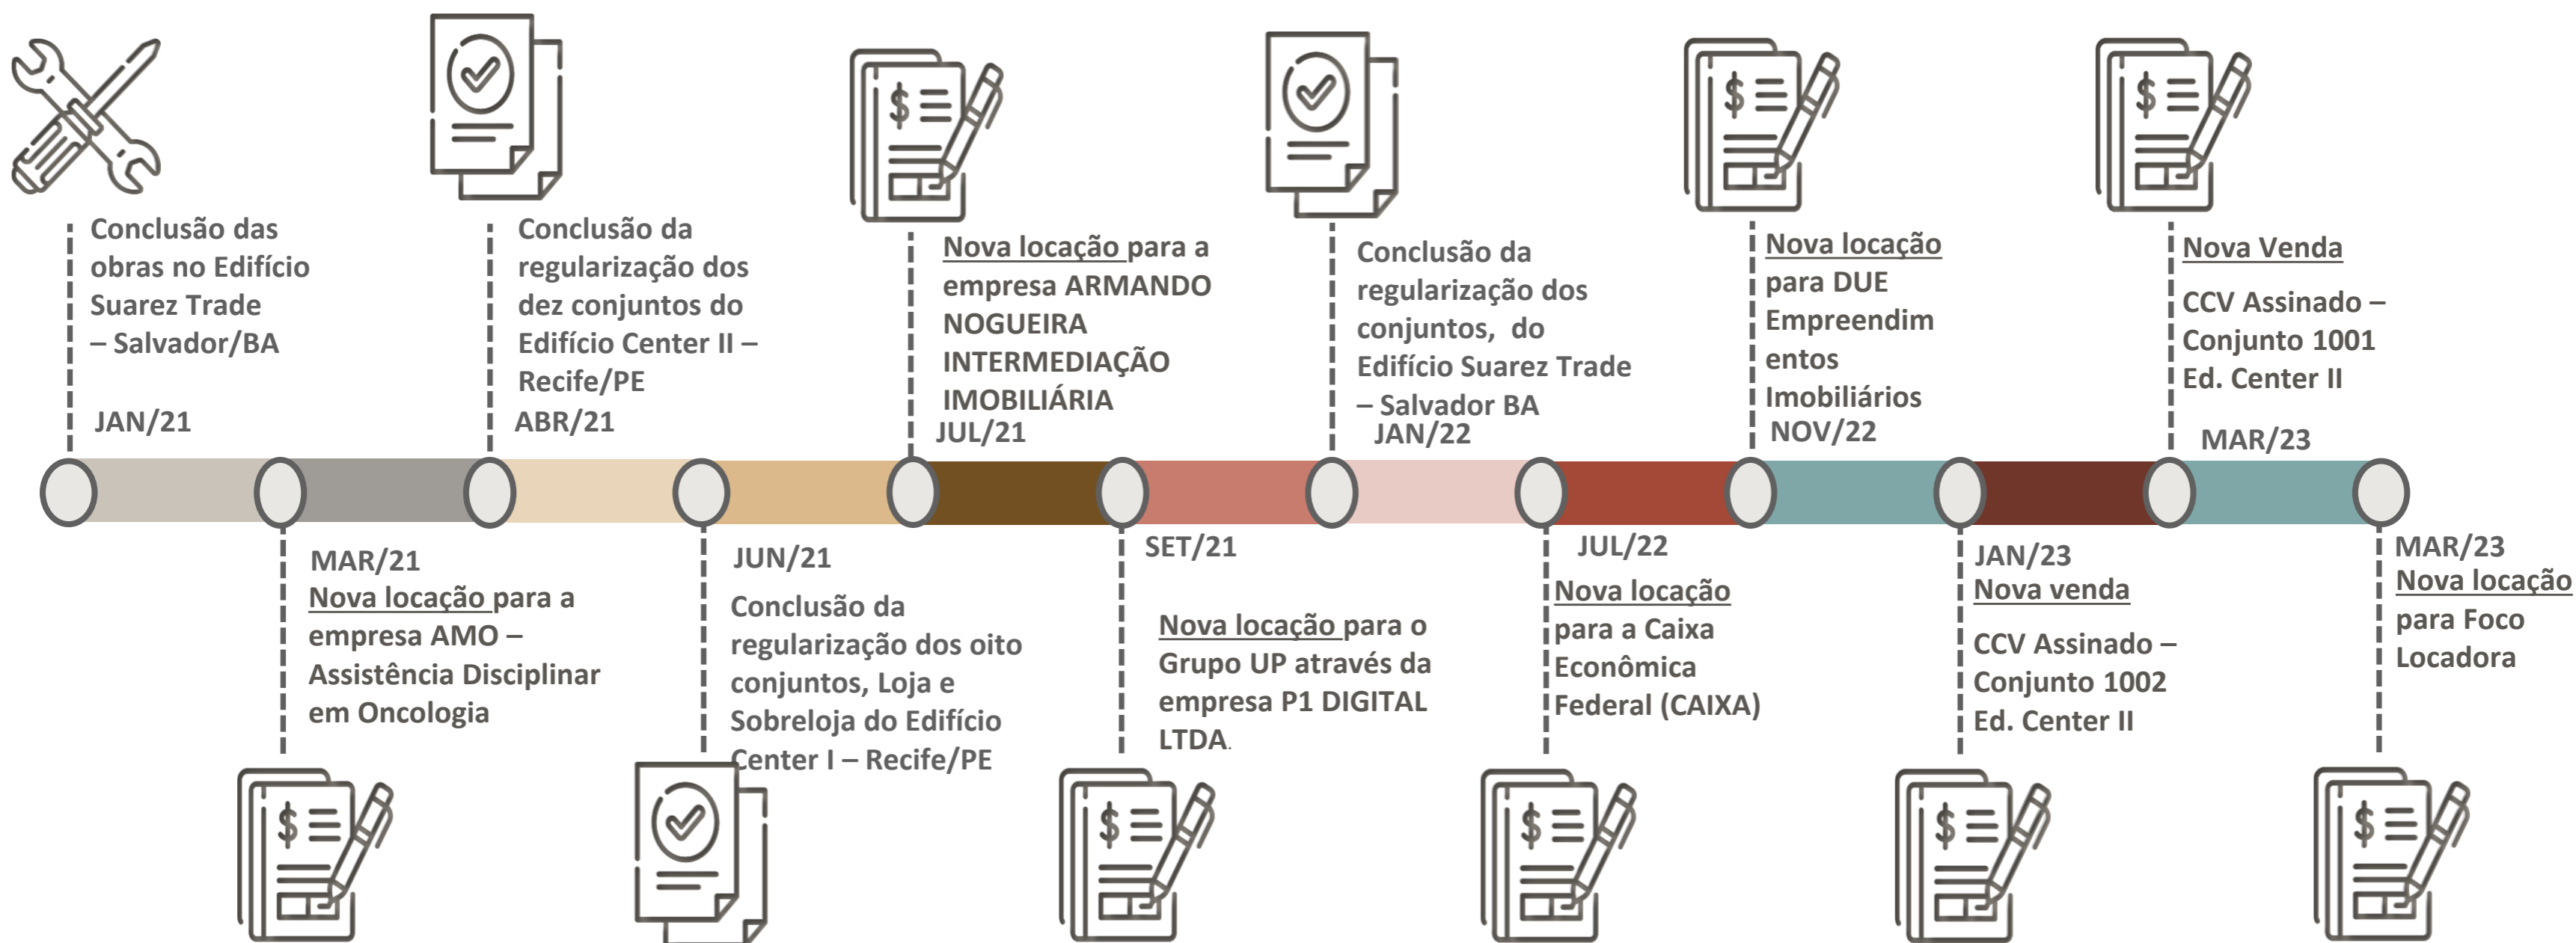 Conclusão das
obras no Edifício
Suarez Trade
– Salvador/BA
JAN/21
MAR/21
Nova locação para a
empresa AMO –
Assistência Disciplinar
em Oncologia
$
Conclusão da
regularização dos
dez conjuntos do
Edifício Center II –
Recife/PE
ABR/21
JUN/21
Conclusão da
regularização dos oito
conjuntos, Loja e
Sobreloja do Edifício
Center I – Recife/PE
$
Nova locação para a
empresa ARMANDO
NOGUEIRA
INTERMEDIAÇÃO
IMOBILIÁRIA
JUL/21
SET/21
Nova locação para o
Grupo UP através da
empresa P1 DIGITAL
LTDA.
$
Conclusão da
regularização dos
conjuntos, do
Edifício Suarez Trade
– Salvador BA
JAN/22
JUL/22
Nova locação
para a Caixa
Econômica
Federal (CAIXA)
$
$
Nova locação
para DUE
Empreendim
entos
Imobiliários
NOV/22
JAN/23
Nova venda
CCV Assinado –
Conjunto 1002
Ed. Center II
$
$
Nova Venda
CCV Assinado –
Conjunto 1001
Ed. Center II
MAR/23
MAR/23
Nova locação
para Foco
Locadora
$